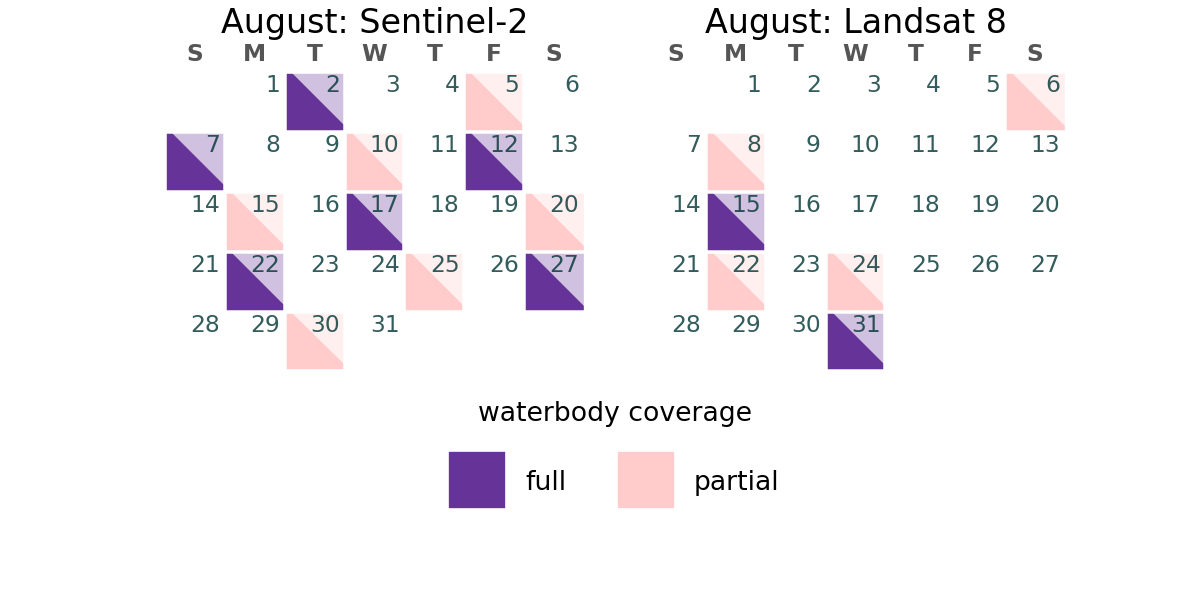 August: Sentinel-2
S M T W T F S
1 2 3 4 5 6
7 8 9 10 11 12 13
14 15 16 17 18 19 20
21 22 23 24 25 26 27
28 29 30 31
August: Landsat 8
S M T W T F S
1 2 3 4 5 6
7 8 9 10 11 12 13
14 15 16 17 18 19 20
21 22 23 24 25 26 27
28 29 30 31
waterbody coverage
full partial